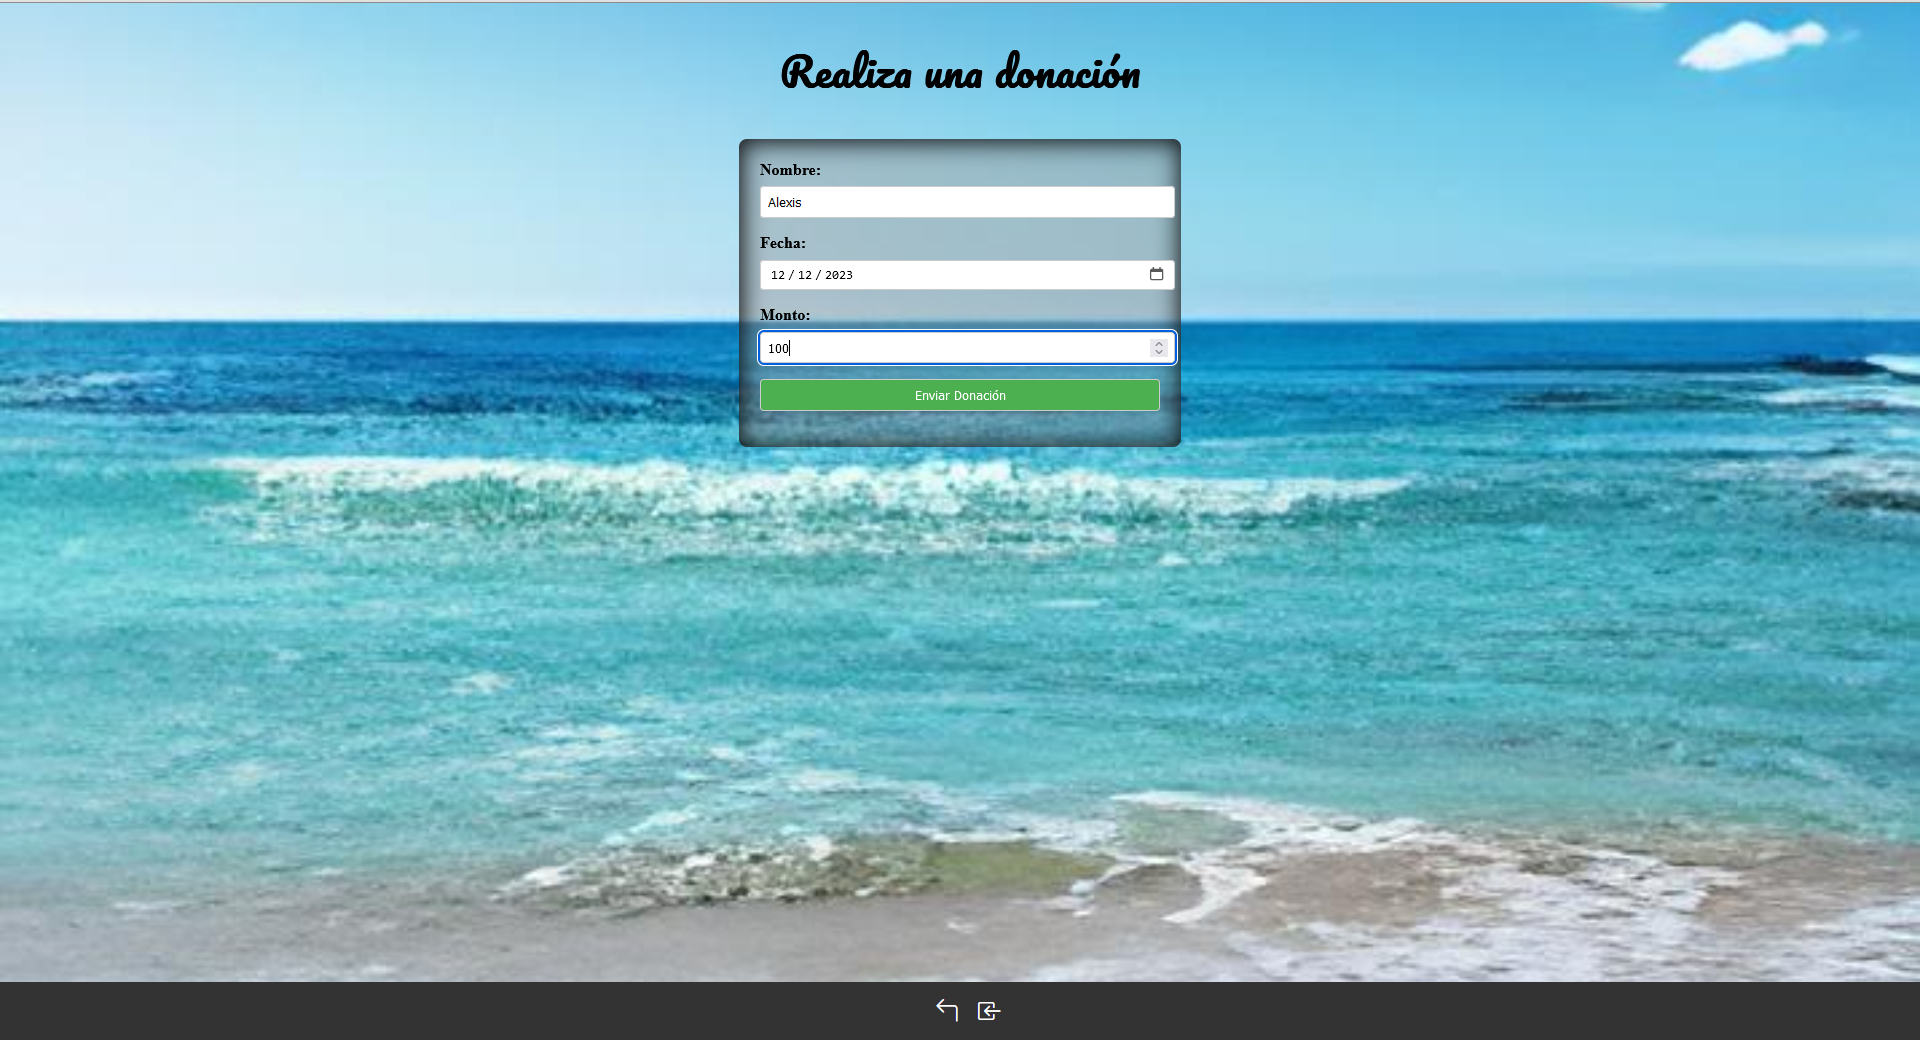 Realiza una donación
Nombre:
Alexis
Fecha:
12 / 12 / 2023
Monto:
100
Enviar Donación